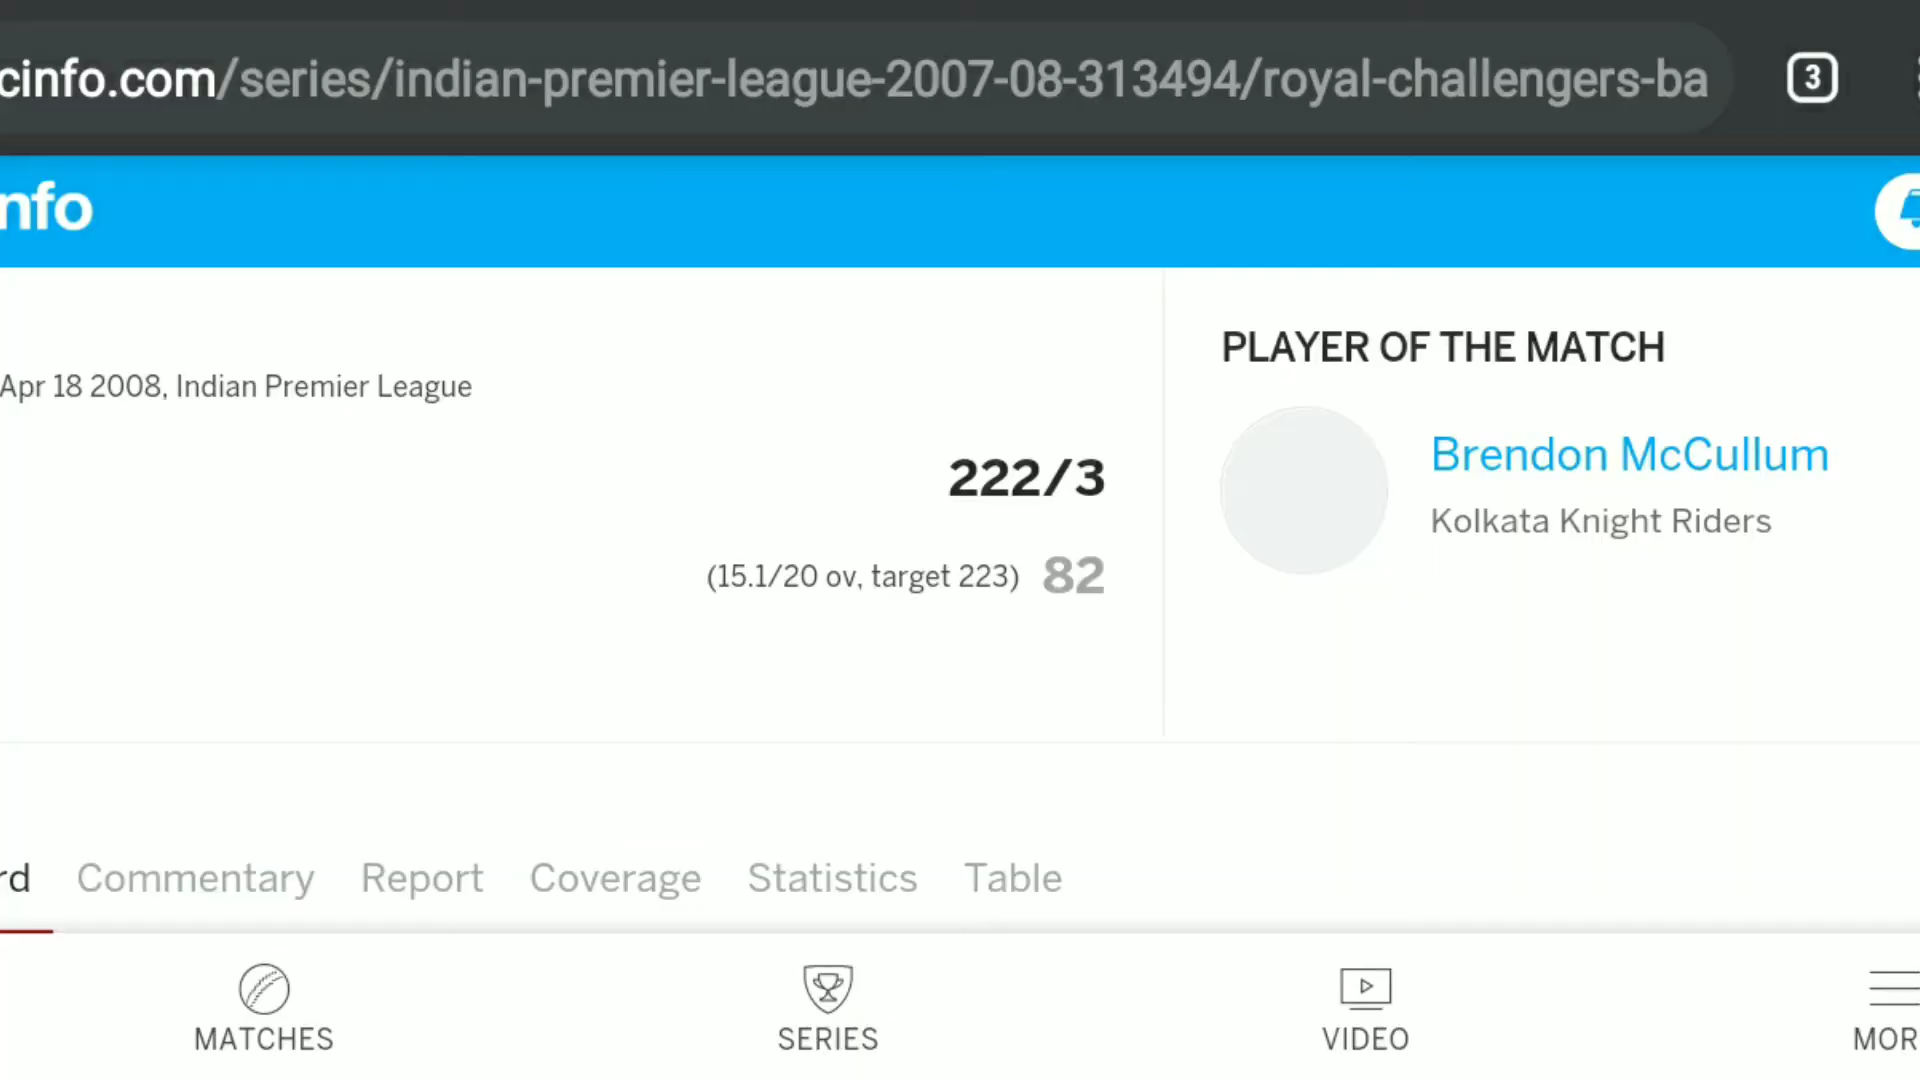 cinfo.com/series/indian-premier-league-2007-08-313494/royal-challengers-ba
3
nfo
Apr 18 2008, Indian Premier League
222/3
(15.1/20 ov, target 223) 82
PLAYER OF THE MATCH
Brendon McCullum
Kolkata Knight Riders
rd Commentary Report Coverage Statistics Table
MATCHES SERIES VIDEO MOR